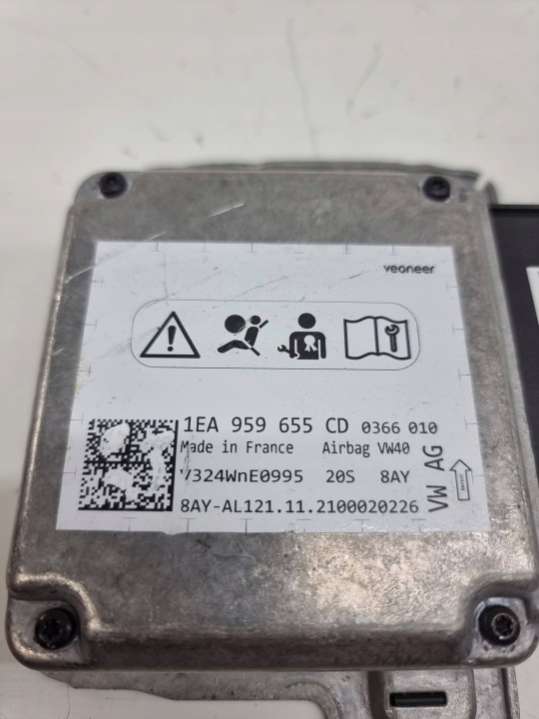 veoneer
1EA 959 655 CD 0366 010
Made in France Airbag VW40
V324WnE0995 20S 8AY
8AY-AL121.11.2100020226
VW AG